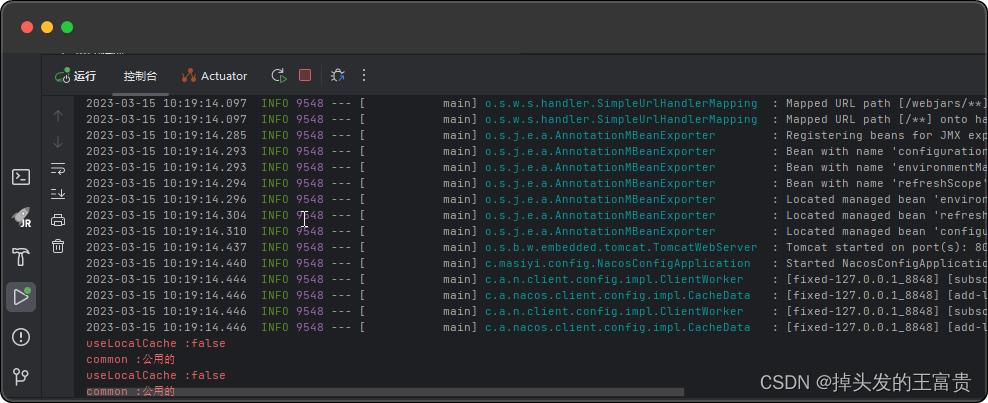 运行 控制台 Actuator
2023-03-15 10:19:14.097  INFO 9548 --- [           main] o.s.w.s.handler.SimpleUrlHandlerMapping  : Mapped URL path [/webjars/**]
2023-03-15 10:19:14.097  INFO 9548 --- [           main] o.s.w.s.handler.SimpleUrlHandlerMapping  : Mapped URL path [/**] onto ha
2023-03-15 10:19:14.285  INFO 9548 --- [           main] o.s.j.e.a.AnnotationMBeanExporter        : Registering beans for JMX exp
2023-03-15 10:19:14.293  INFO 9548 --- [           main] o.s.j.e.a.AnnotationMBeanExporter        : Bean with name 'configuration
2023-03-15 10:19:14.293  INFO 9548 --- [           main] o.s.j.e.a.AnnotationMBeanExporter        : Bean with name 'environmentMa
2023-03-15 10:19:14.294  INFO 9548 --- [           main] o.s.j.e.a.AnnotationMBeanExporter        : Bean with name 'refreshScope'
2023-03-15 10:19:14.296  INFO 9548 --- [           main] o.s.j.e.a.AnnotationMBeanExporter        : Located managed bean 'environ
2023-03-15 10:19:14.304  INFO 9548 --- [           main] o.s.j.e.a.AnnotationMBeanExporter        : Located managed bean 'refresh
2023-03-15 10:19:14.310  INFO 9548 --- [           main] o.s.j.e.a.AnnotationMBeanExporter        : Located managed bean 'configu
2023-03-15 10:19:14.437  INFO 9548 --- [           main] o.s.b.w.embedded.tomcat.TomcatWebServer  : Tomcat started on port(s): 80
2023-03-15 10:19:14.440  INFO 9548 --- [           main] c.masiyi.config.NacosConfigApplication   : Started NacosConfigApplicatio
2023-03-15 10:19:14.446  INFO 9548 --- [           main] c.a.n.client.config.impl.ClientWorker    : [fixed-127.0.0.1_8848] [subsc
2023-03-15 10:19:14.446  INFO 9548 --- [           main] c.a.nacos.client.config.impl.CacheData   : [fixed-127.0.0.1_8848] [add-l
2023-03-15 10:19:14.446  INFO 9548 --- [           main] c.a.n.client.config.impl.ClientWorker    : [fixed-127.0.0.1_8848] [subsc
2023-03-15 10:19:14.446  INFO 9548 --- [           main] c.a.nacos.client.config.impl.CacheData   : [fixed-127.0.0.1_8848] [add-l
useLocalCache :false
common :公用的
useLocalCache :false
common :公用的
JR
CSDN @掉头发的王富贵